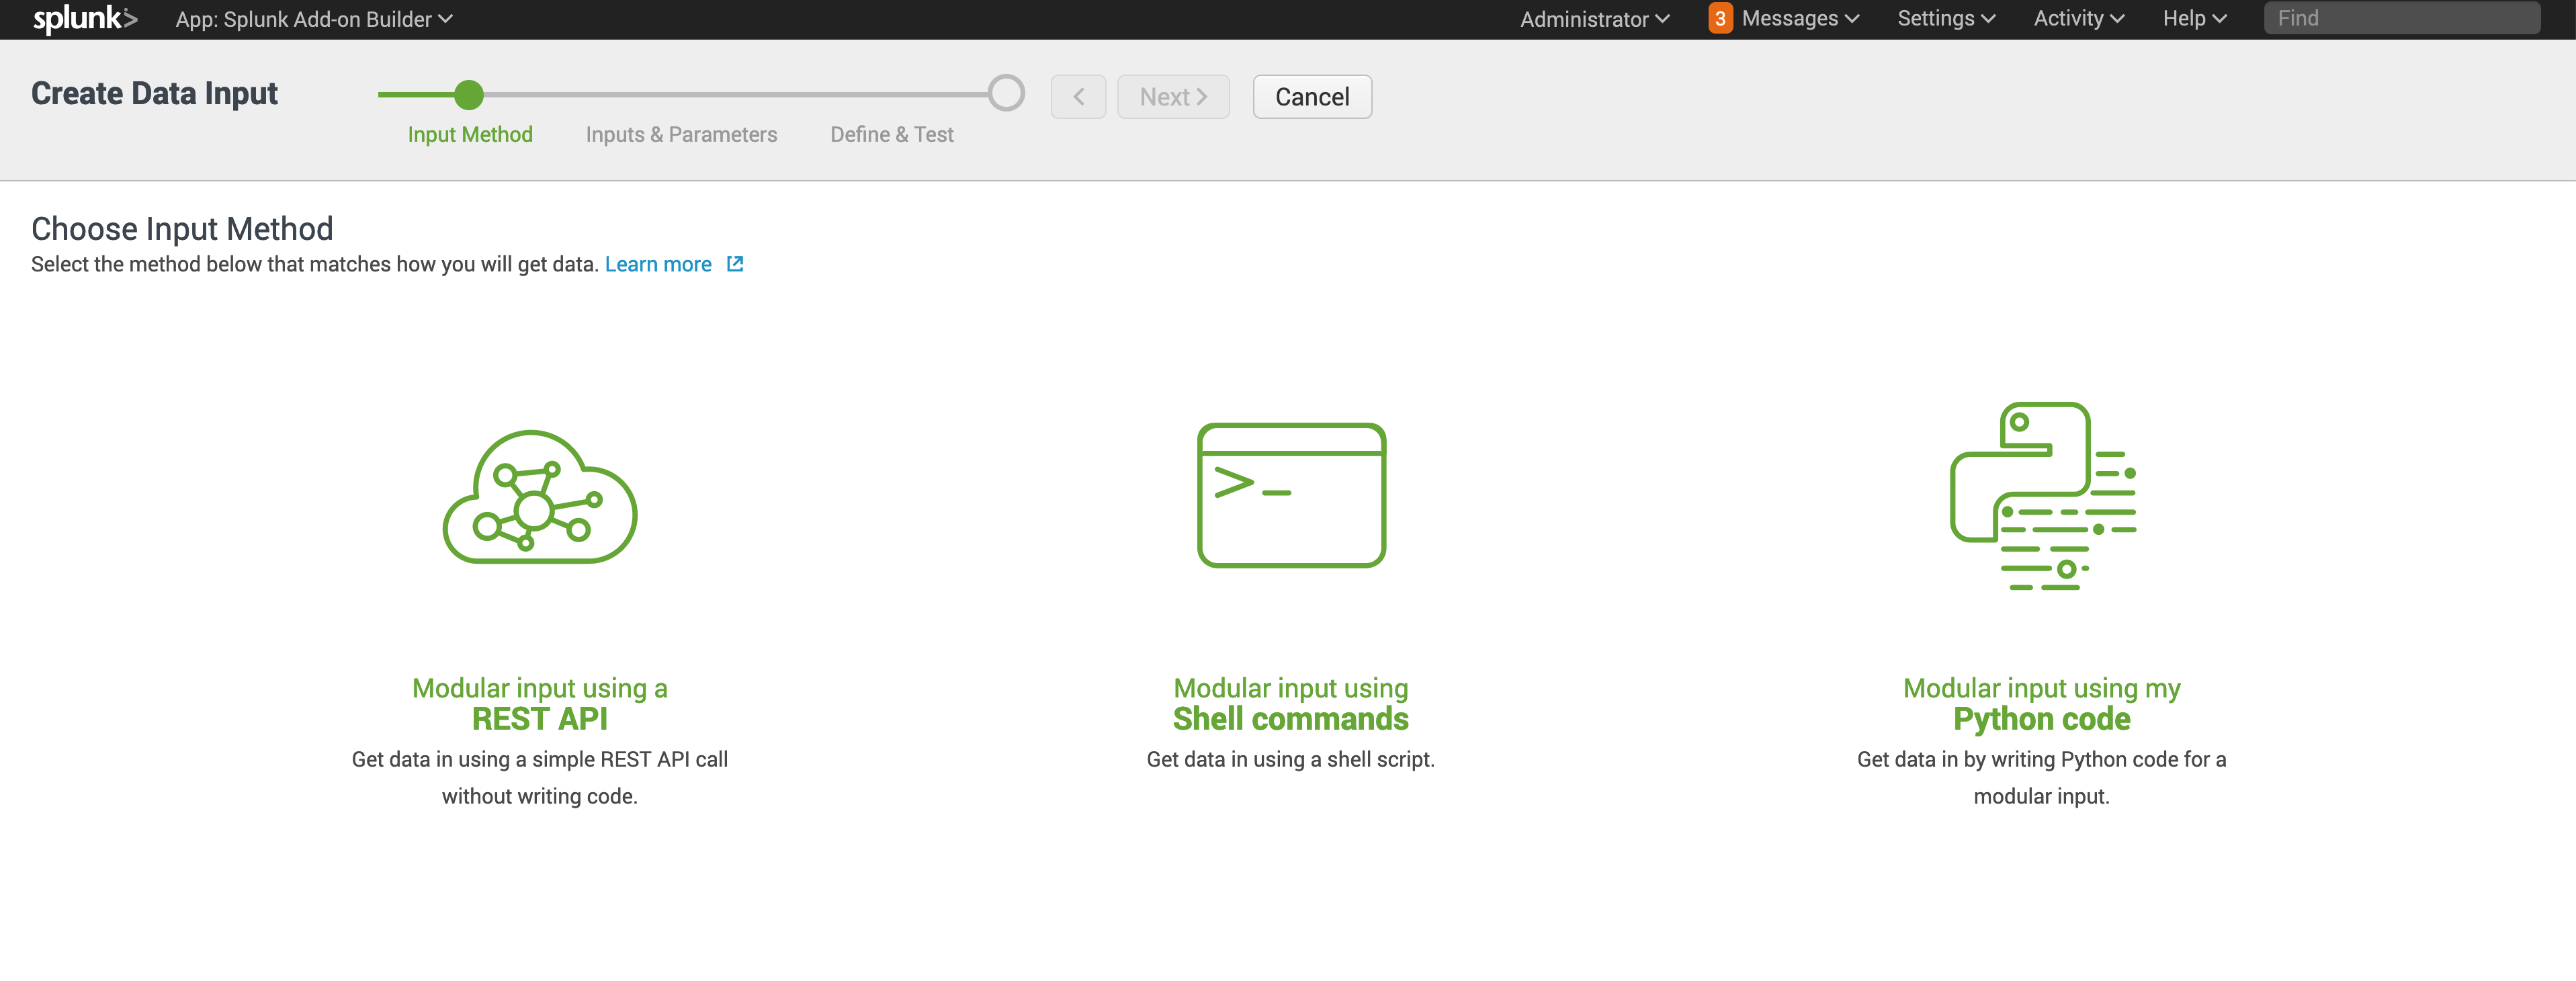 splunk> App: Splunk Add-on Builder Administrator 3 Messages Settings Activity Help Find
Create Data Input
Next Cancel
Input Method Inputs & Parameters Define & Test
Choose Input Method
Select the method below that matches how you will get data. Learn more
>_
Modular input using a
REST API
Get data in using a simple REST API call
without writing code.
Modular input using
Shell commands
Get data in using a shell script.
Modular input using my
Python code
Get data in by writing Python code for a
modular input.